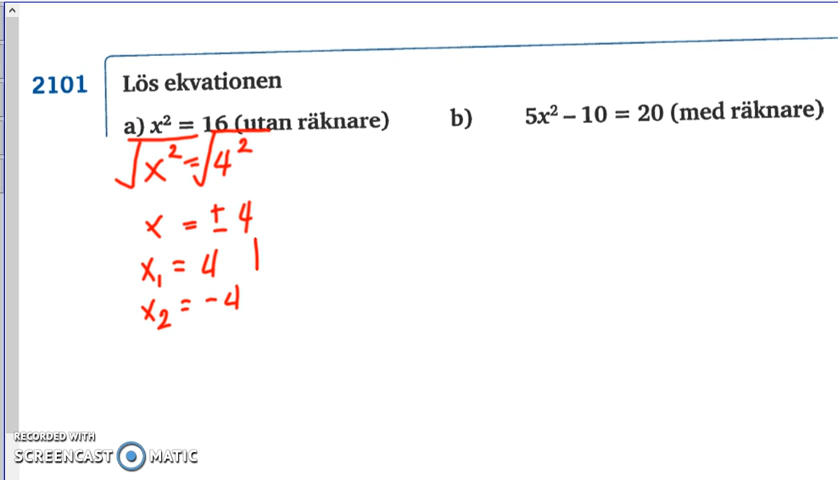 2101 Lös ekvationen
a) x² = 16 (utan räknare) b) 5x² – 10 = 20 (med räknare)
√x² = √4²
x = ± 4
x₁ = 4
x₂ = -4
RECORDED WITH
SCREENCAST MATIC